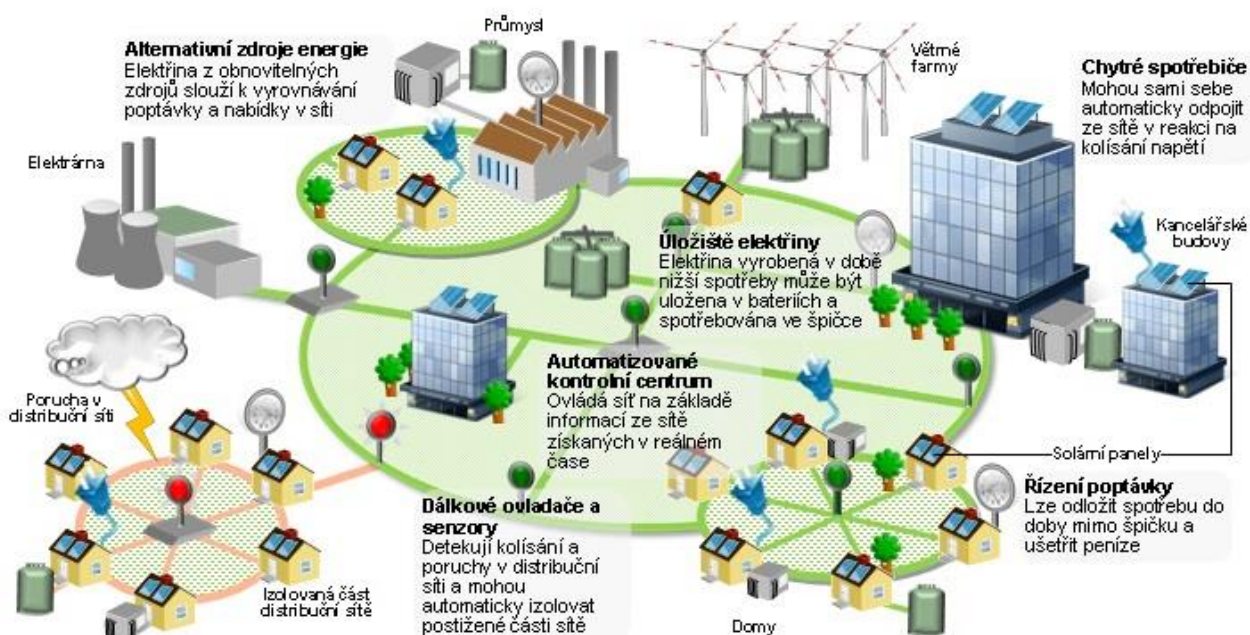 Průmysl
Alternativní zdroje energie
Elektřina z obnovitelných
zdrojů slouží k vyrovnávání
poptávky a nabídky v síti
Větrné
farmy
Chytré spotřebiče
Mohou sami sebe
automaticky odpojit
ze sítě v reakci na
kolísání napětí
Elektrárna
Kancelářské
budovy
Úložiště elektřiny
Elektřina vyrobená v době
nižší spotřeby může být
uložena v bateriích a
spotřebována ve špičce
Automatizované
kontrolní centrum
Ovládá síť na základě
informací ze sítě
získaných v reálném
čase
Porucha v
distribuční síti
Solární panely
Řízení poptávky
Lze odložit spotřebu do
doby mimo špičku a
ušetřit peníze
Dálkové ovladače a
senzory
Detekují kolísání a
poruchy v distribuční
síti a mohou
automaticky izolovat
postižené části sítě
Izolovaná část
distribuční sítě
Domy